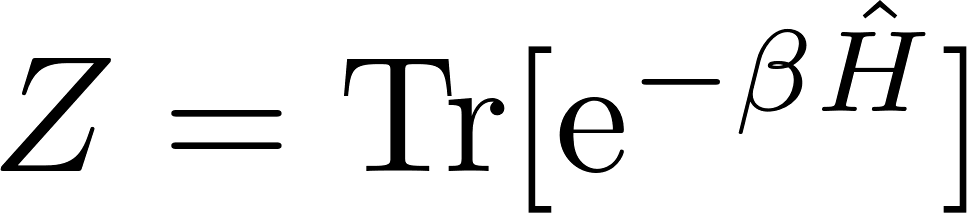 Z = Tr[e^{-βĤ}]